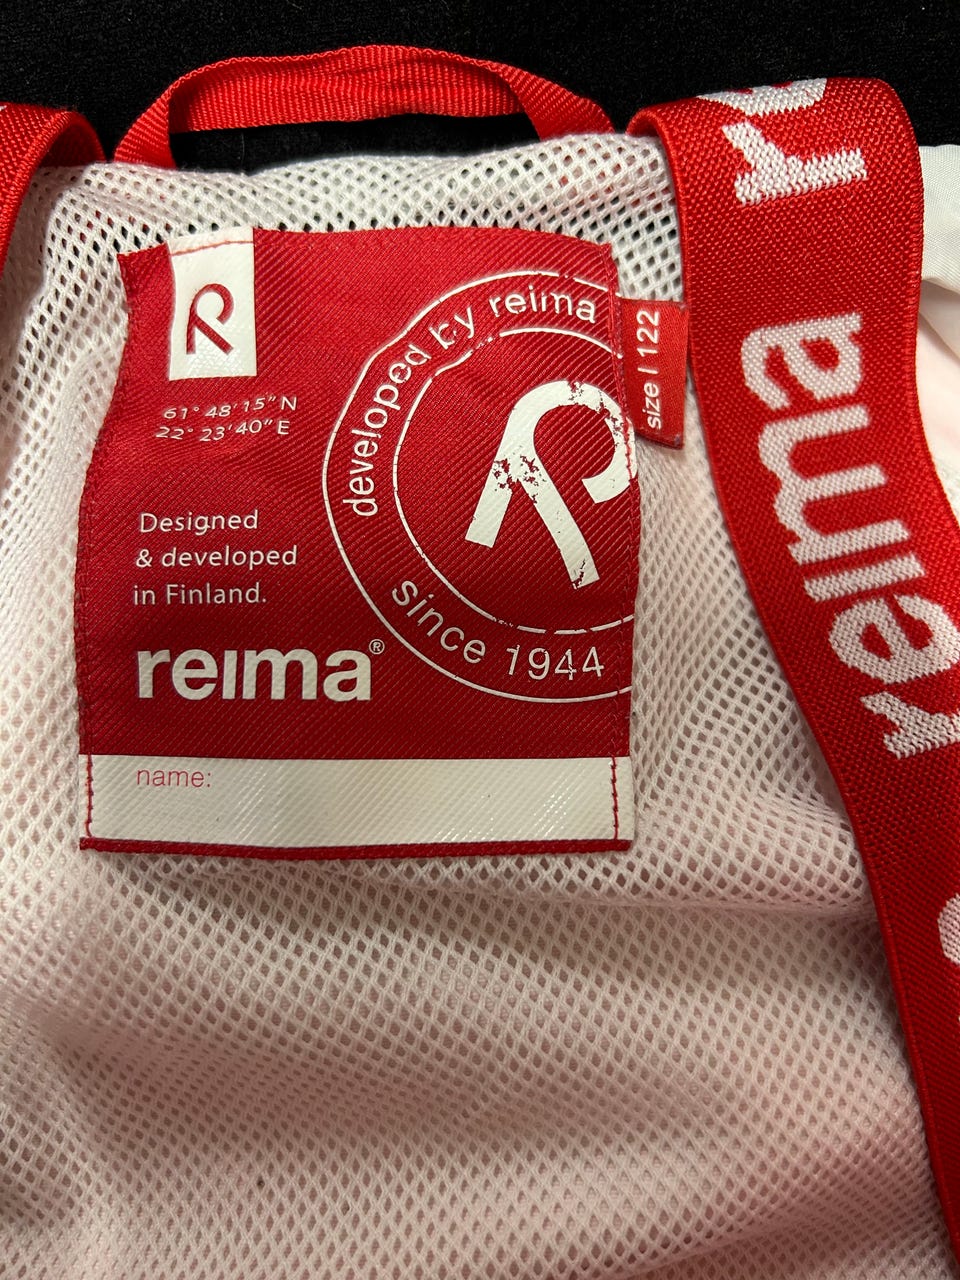 61° 48' 15" N
22° 23' 40" E
Designed
& developed
in Finland.
reima®
name:
developed by reima
since 1944
size | 122
re
reima